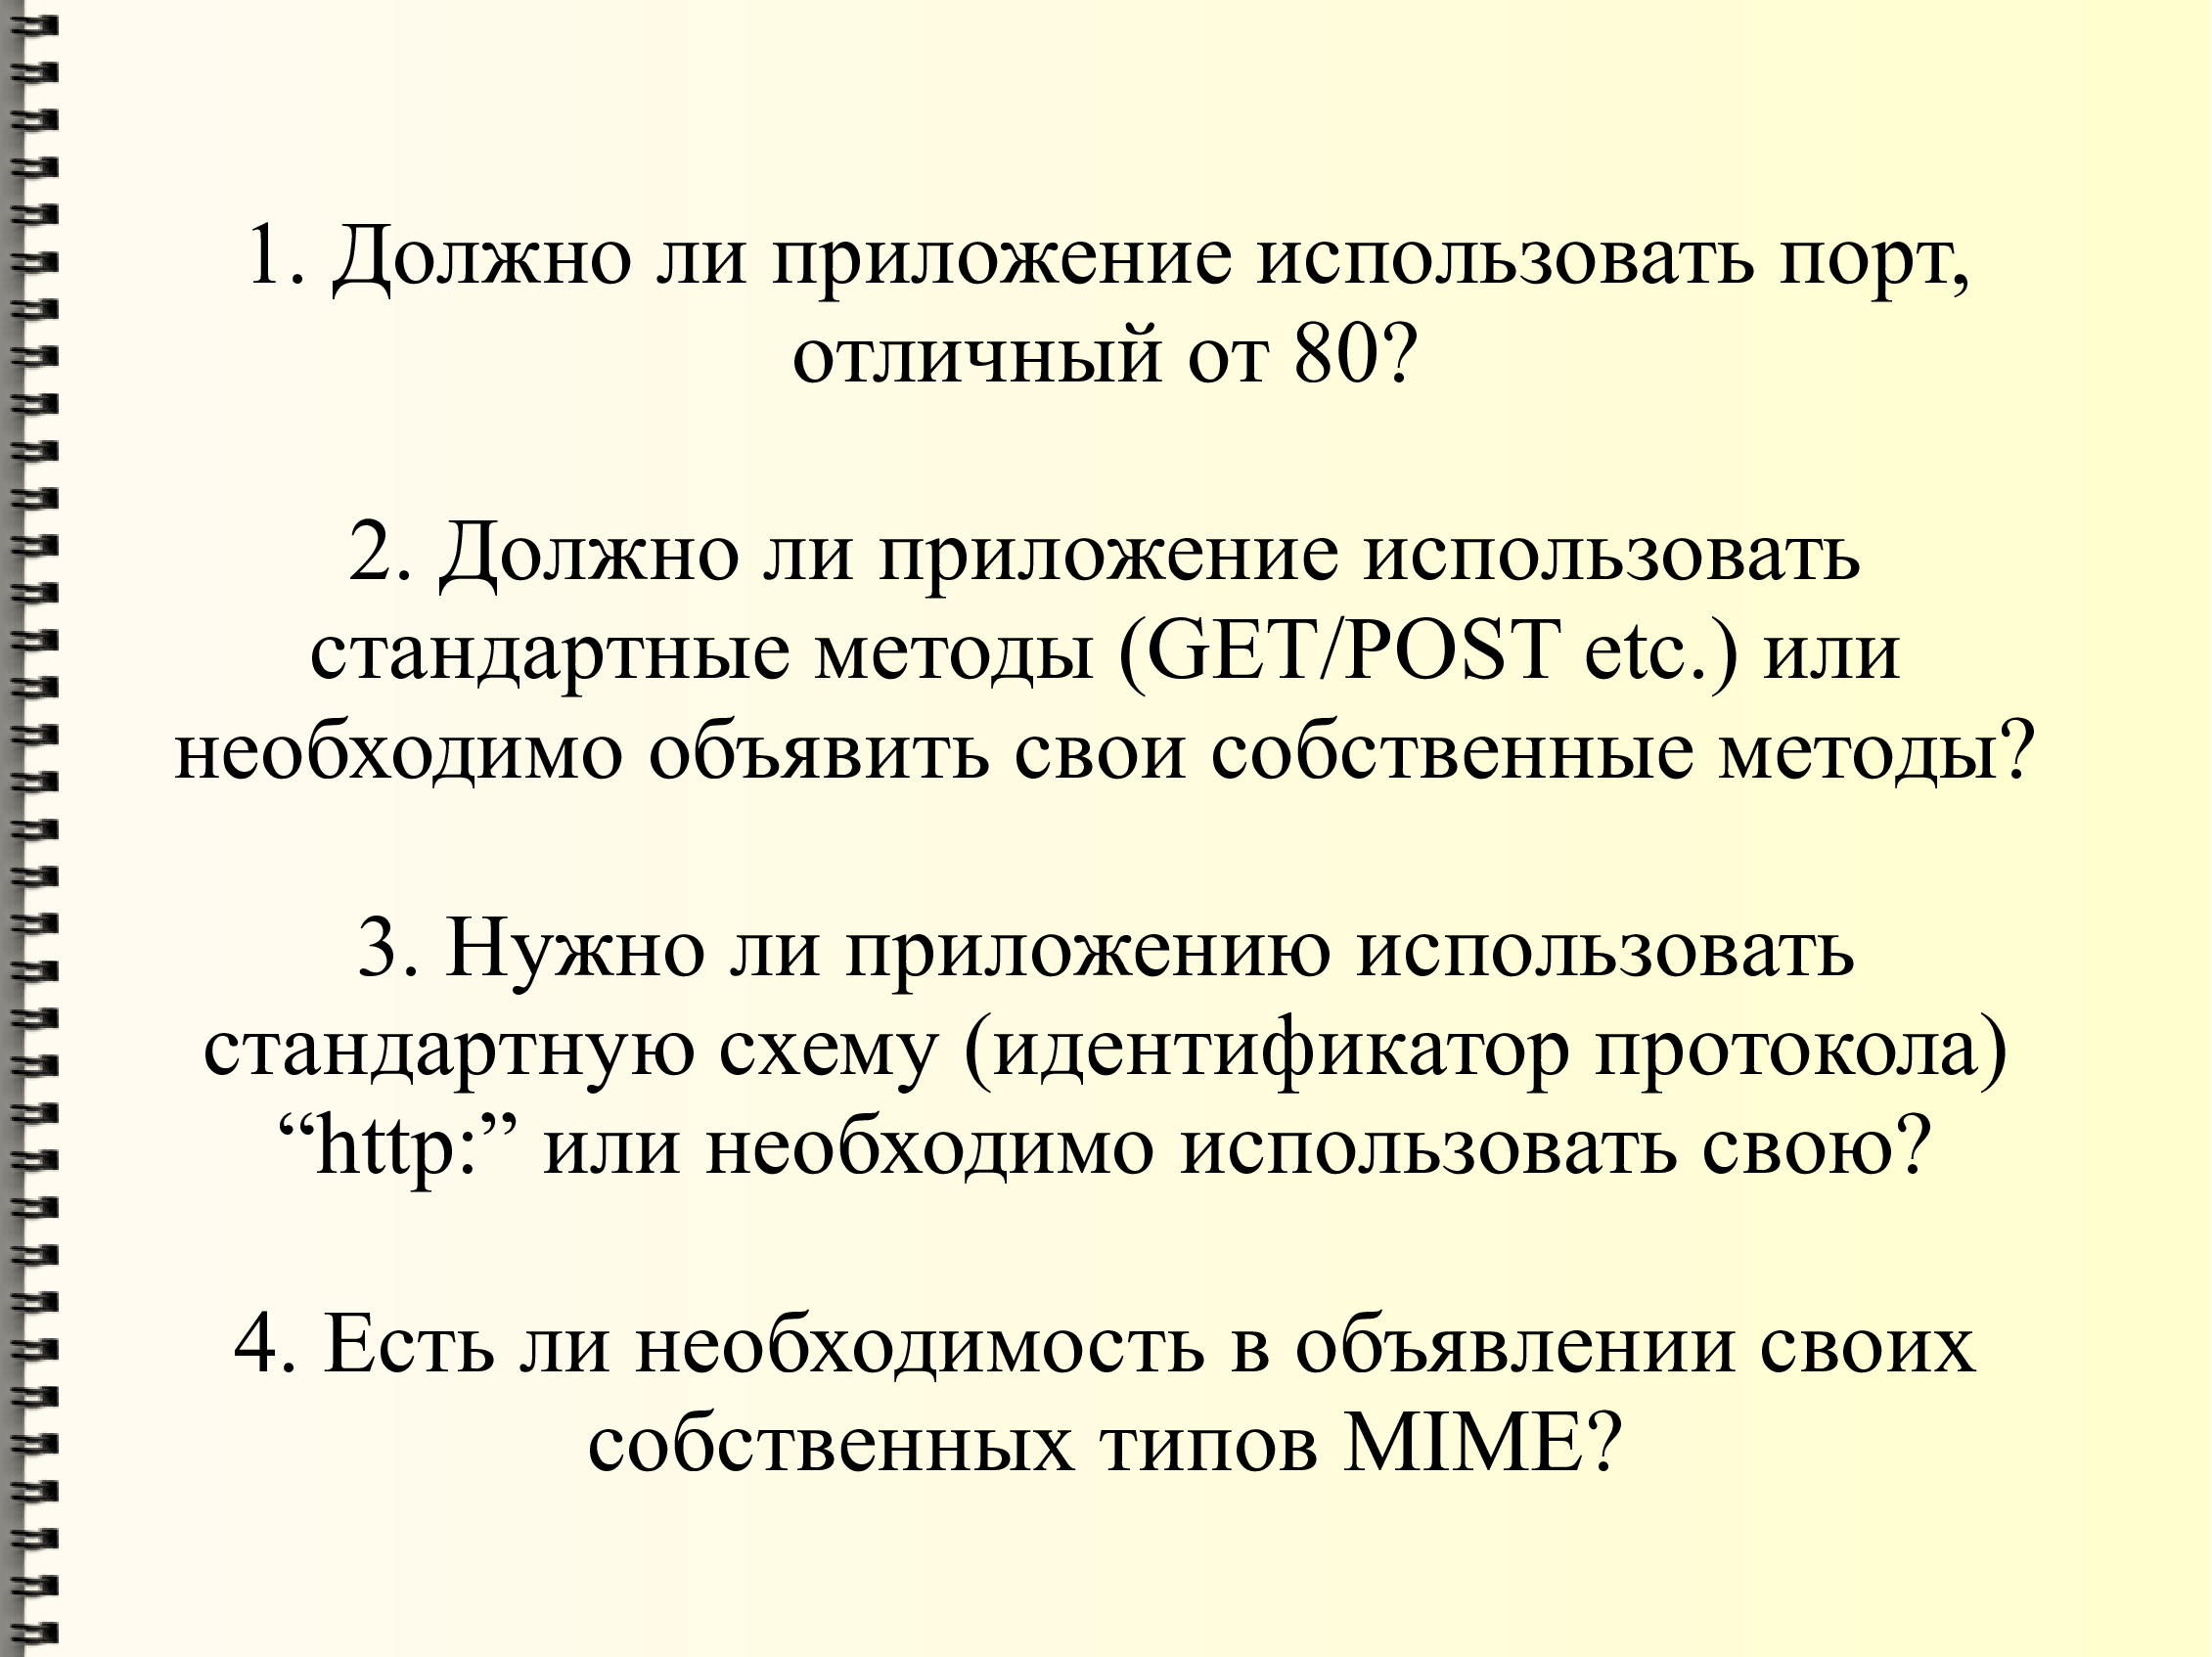 1. Должно ли приложение использовать порт,
отличный от 80?
2. Должно ли приложение использовать
стандартные методы (GET/POST etc.) или
необходимо объявить свои собственные методы?
3. Нужно ли приложению использовать
стандартную схему (идентификатор протокола)
“http:” или необходимо использовать свою?
4. Есть ли необходимость в объявлении своих
собственных типов MIME?